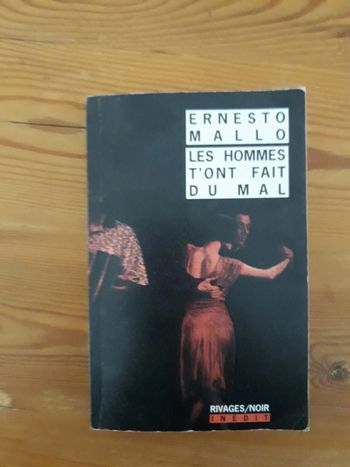 ERNESTO
MALLO
LES HOMMES
T'ONT FAIT
DU MAL
RIVAGES/NOIR
INÉDIT